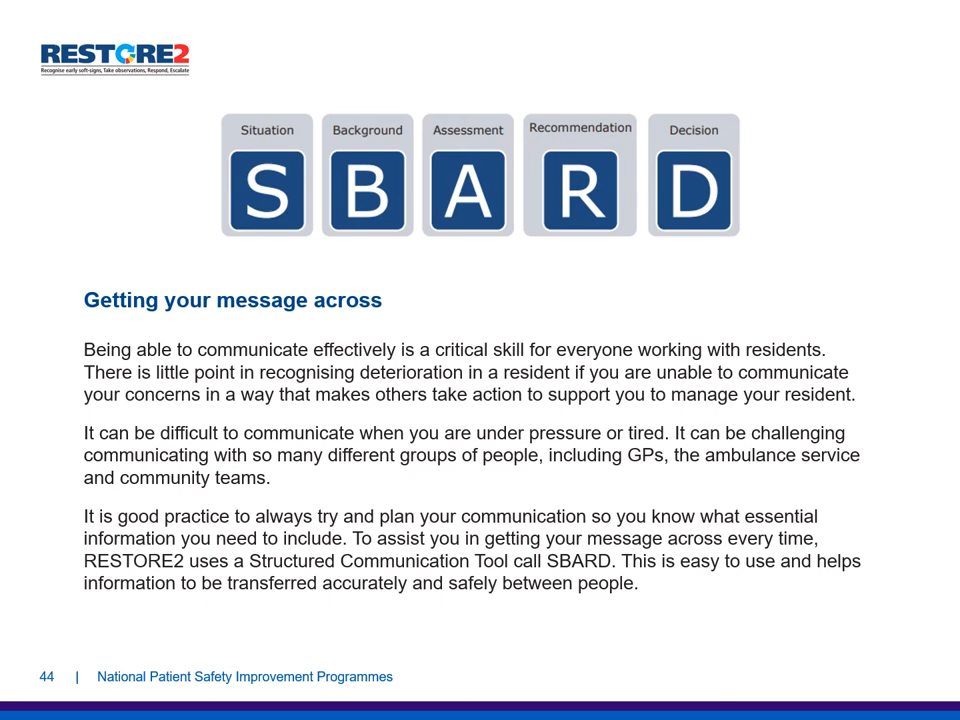 RESTORE2
Recognise early soft-signs, Take observations, Respond, Escalate
Situation Background Assessment Recommendation Decision
S B A R D
Getting your message across
Being able to communicate effectively is a critical skill for everyone working with residents.
There is little point in recognising deterioration in a resident if you are unable to communicate
your concerns in a way that makes others take action to support you to manage your resident.
It can be difficult to communicate when you are under pressure or tired. It can be challenging
communicating with so many different groups of people, including GPs, the ambulance service
and community teams.
It is good practice to always try and plan your communication so you know what essential
information you need to include. To assist you in getting your message across every time,
RESTORE2 uses a Structured Communication Tool call SBARD. This is easy to use and helps
information to be transferred accurately and safely between people.
44 | National Patient Safety Improvement Programmes